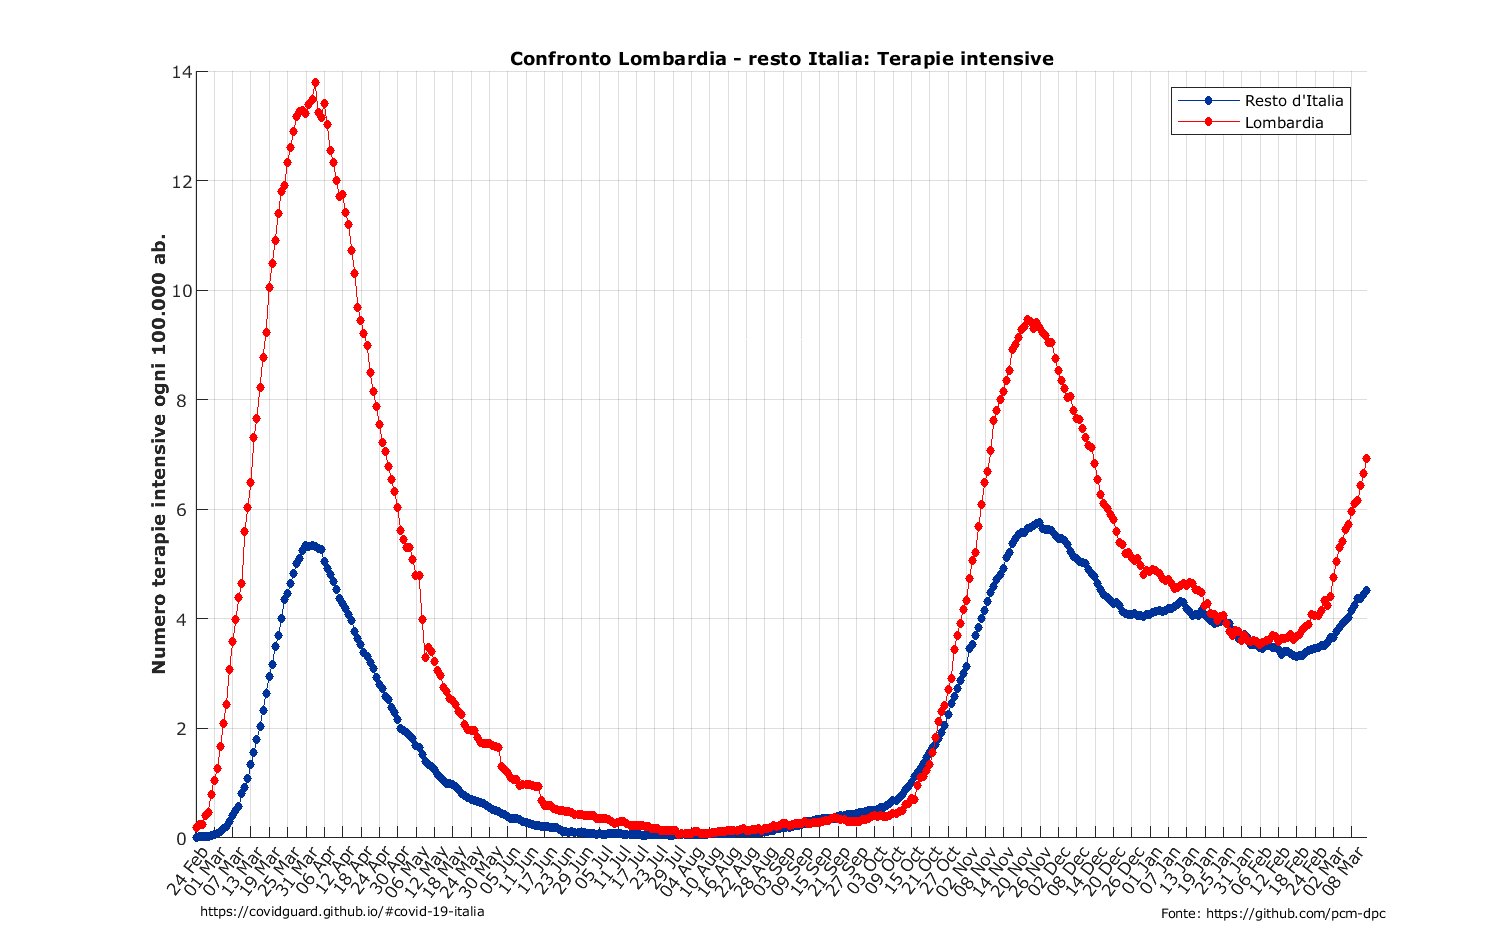 Confronto Lombardia - resto Italia: Terapie intensive
Numero terapie intensive ogni 100.000 ab.
14
12
10
8
6
4
2
0
Resto d'Italia
Lombardia
24 Feb
01 Mar
07 Mar
13 Mar
19 Mar
25 Mar
31 Mar
06 Apr
12 Apr
18 Apr
24 Apr
30 Apr
06 May
12 May
18 May
24 May
30 May
05 Jun
11 Jun
17 Jun
23 Jun
29 Jun
05 Jul
11 Jul
17 Jul
23 Jul
29 Jul
04 Aug
10 Aug
16 Aug
22 Aug
28 Aug
03 Sep
09 Sep
15 Sep
21 Sep
27 Sep
03 Oct
09 Oct
15 Oct
21 Oct
27 Oct
02 Nov
08 Nov
14 Nov
20 Nov
26 Nov
02 Dec
08 Dec
14 Dec
20 Dec
26 Dec
01 Jan
07 Jan
13 Jan
19 Jan
25 Jan
31 Jan
06 Feb
12 Feb
18 Feb
24 Feb
02 Mar
08 Mar
https://covidguard.github.io/#covid-19-italia
Fonte: https://github.com/pcm-dpc